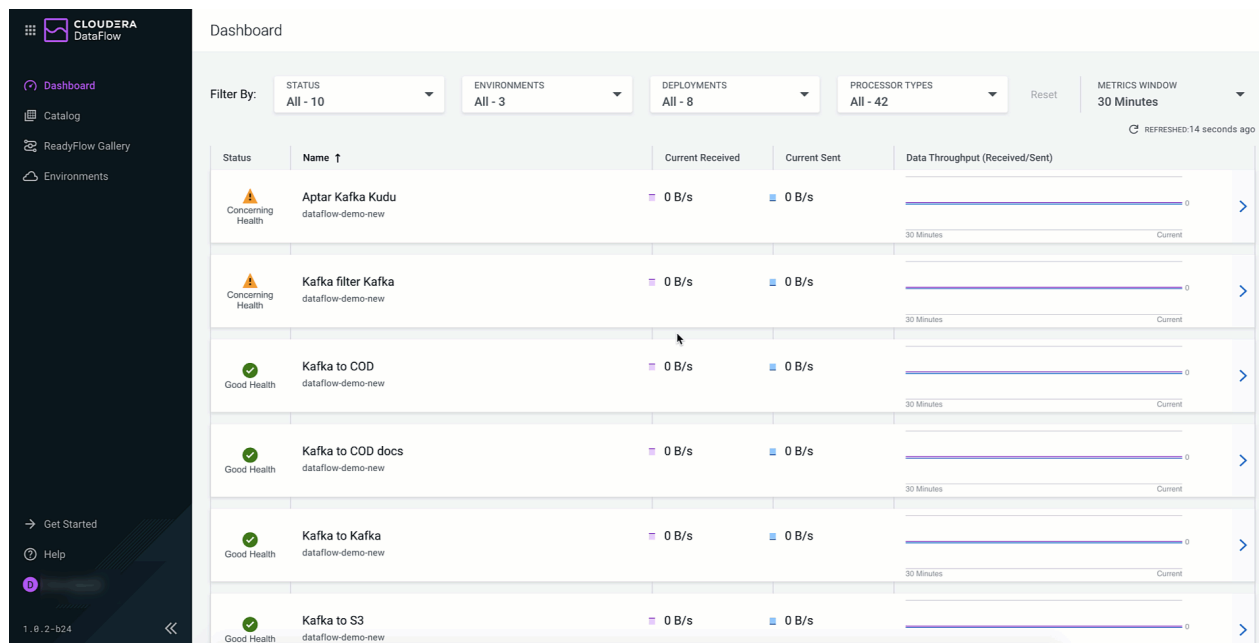 CLOUDERA
DataFlow
Dashboard
Catalog
ReadyFlow Gallery
Environments
Get Started
Help
D
1.0.2-b24
Dashboard
Filter By:
STATUS
All - 10
ENVIRONMENTS
All - 3
DEPLOYMENTS
All - 8
PROCESSOR TYPES
All - 42
Reset
METRICS WINDOW
30 Minutes
REFRESHED:14 seconds ago
Status Name ↑ Current Received Current Sent Data Throughput (Received/Sent)
Concerning Health
Aptar Kafka Kudu
dataflow-demo-new
0 B/s 0 B/s
0
30 Minutes Current
Concerning Health
Kafka filter Kafka
dataflow-demo-new
0 B/s 0 B/s
0
30 Minutes Current
Good Health
Kafka to COD
dataflow-demo-new
0 B/s 0 B/s
0
30 Minutes Current
Good Health
Kafka to COD docs
dataflow-demo-new
0 B/s 0 B/s
0
30 Minutes Current
Good Health
Kafka to Kafka
dataflow-demo-new
0 B/s 0 B/s
0
30 Minutes Current
Good Health
Kafka to S3
dataflow-demo-new
0 B/s 0 B/s
0